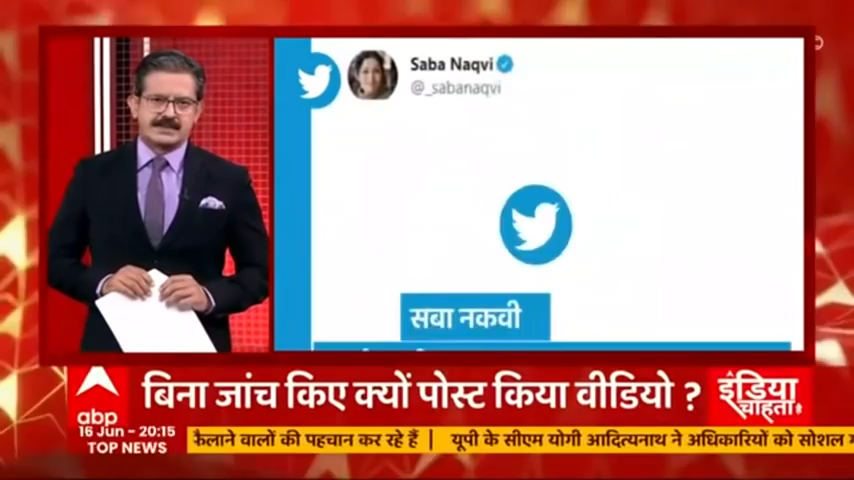 Saba Naqvi
@_sabanaqvi
सबा नकवी
बिना जांच किए क्यों पोस्ट किया वीडियो ?
इंडिया
चाहता है
abp
16 Jun - 20:15
TOP NEWS
फैलाने वालों की पहचान कर रहे हैं | यूपी के सीएम योगी आदित्यनाथ ने अधिकारियों को सोशल